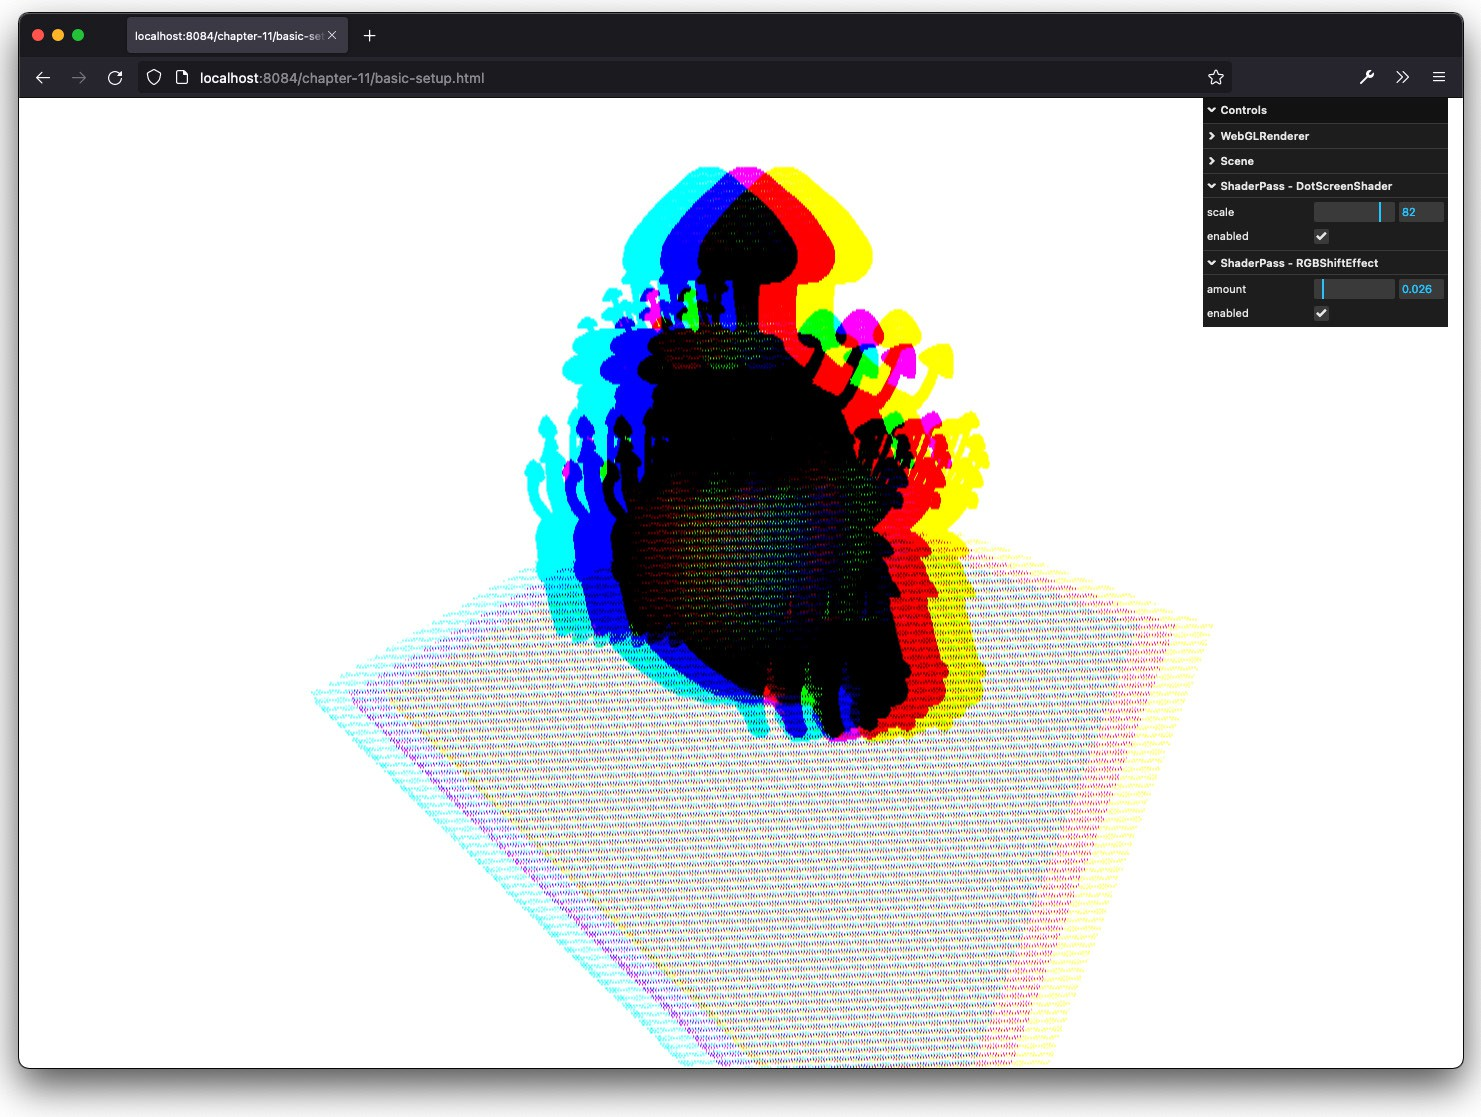 localhost:8084/chapter-11/basic-se
localhost:8084/chapter-11/basic-setup.html
Controls
WebGLRenderer
Scene
ShaderPass - DotScreenShader
scale 82
enabled
ShaderPass - RGBShiftEffect
amount 0.026
enabled